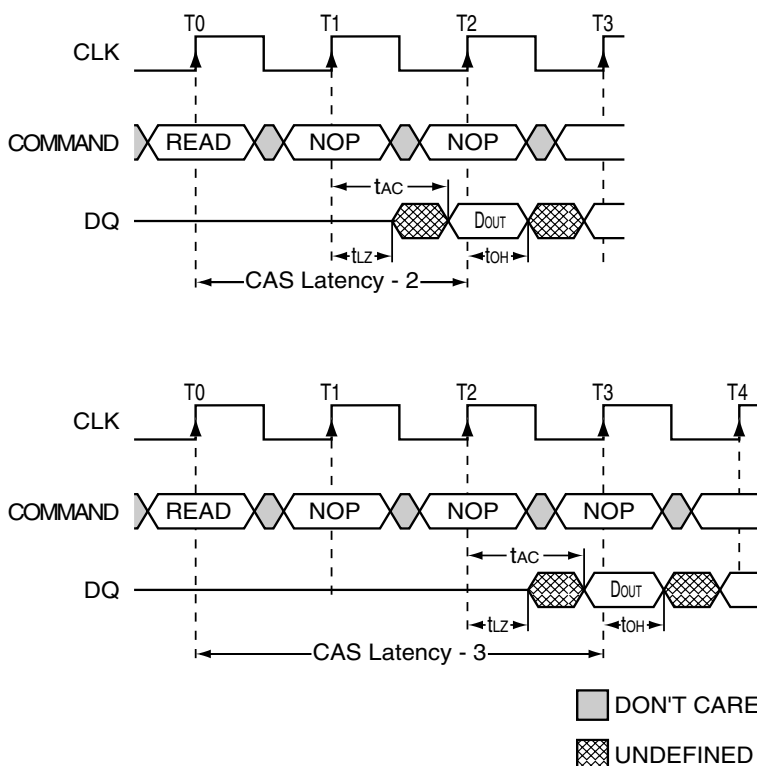 T0 T1 T2 T3
CLK
COMMAND READ NOP NOP
tAC
DQ DOUT
tLZ tOH
CAS Latency - 2
T0 T1 T2 T3 T4
CLK
COMMAND READ NOP NOP NOP
tAC
DQ DOUT
tLZ tOH
CAS Latency - 3
DON'T CARE
UNDEFINED